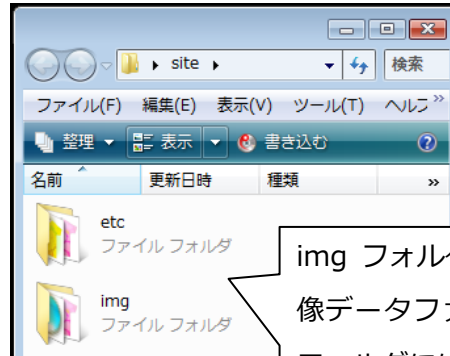 site
検索
ファイル(F) 編集(E) 表示(V) ツール(T) ヘルプ
整理 表示 書き込む
名前 更新日時 種類
etc
ファイル フォルダ
img
ファイル フォルダ
img フォル
像データフ